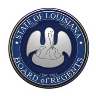 STATE OF LOUISIANA
BOARD OF REGENTS